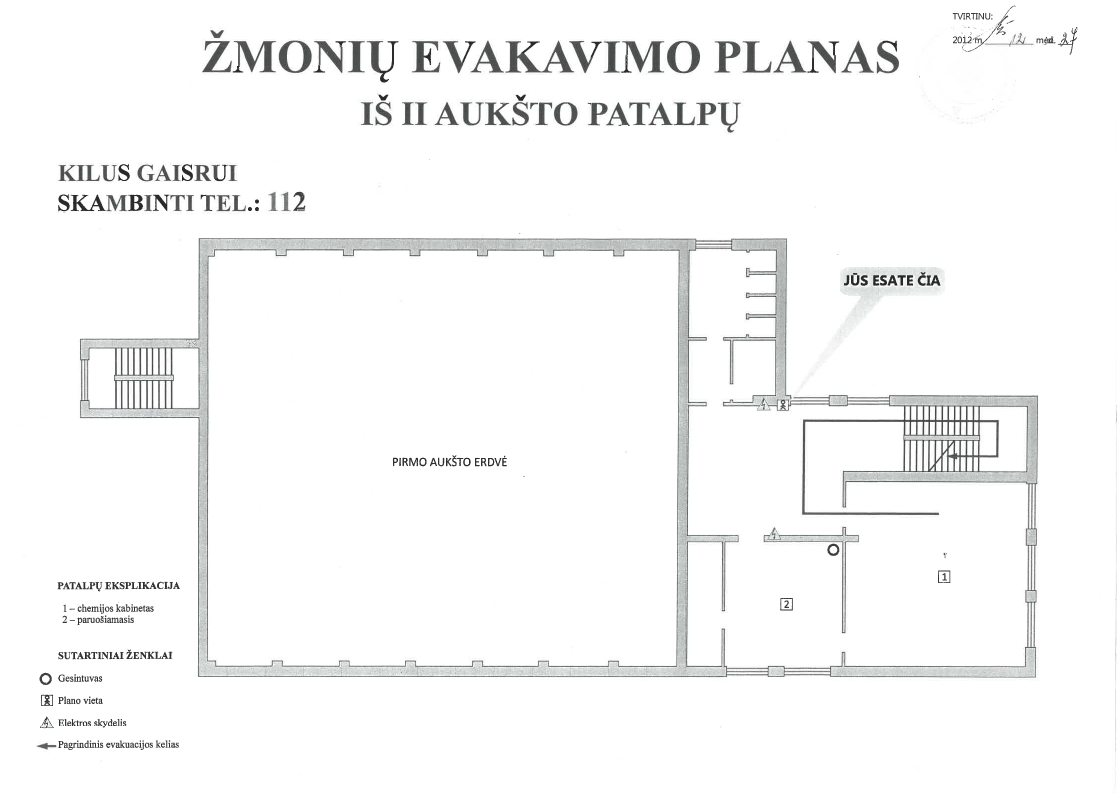 TVIRTINU:
2012 m. 12 mėn. 27
ŽMONIŲ EVAKAVIMO PLANAS
IŠ II AUKŠTO PATALPŲ
KILUS GAISRUI
SKAMBINTI TEL.: 112
JŪS ESATE ČIA
PIRMO AUKŠTO ERDVĖ
1
2
PATALPŲ EKSPLIKACIJA
1 – chemijos kabinetas
2 – paruošiamasis
SUTARTINIAI ŽENKLAI
Gesintuvas
Plano vieta
Elektros skydelis
Pagrindinis evakuacijos kelias